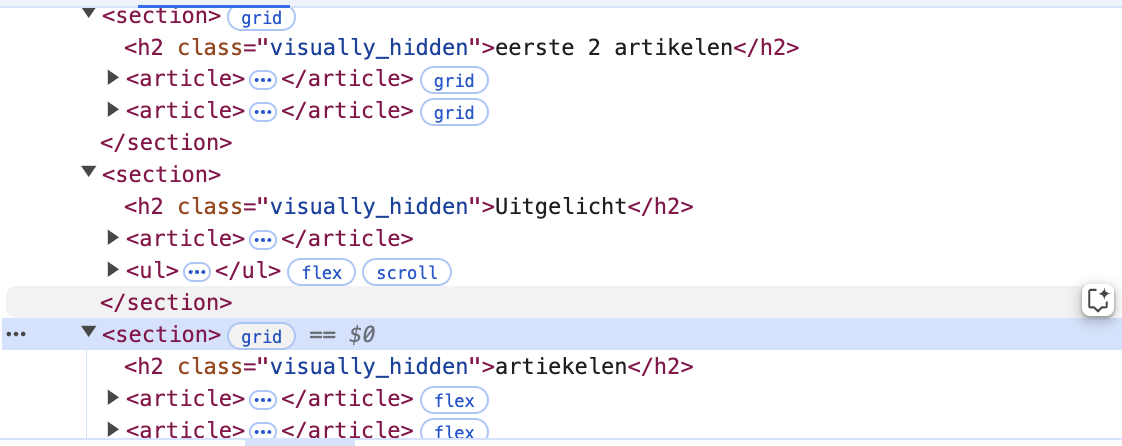 <section> grid
<h2 class="visually_hidden">eerste 2 artikelen</h2>
<article> ••• </article> grid
<article> ••• </article> grid
</section>
<section>
<h2 class="visually_hidden">Uitgelicht</h2>
<article> ••• </article>
<ul> ••• </ul> flex scroll
</section>
••• <section> grid == $0
<h2 class="visually_hidden">artiekelen</h2>
<article> ••• </article> flex
<article> ••• </article> flex